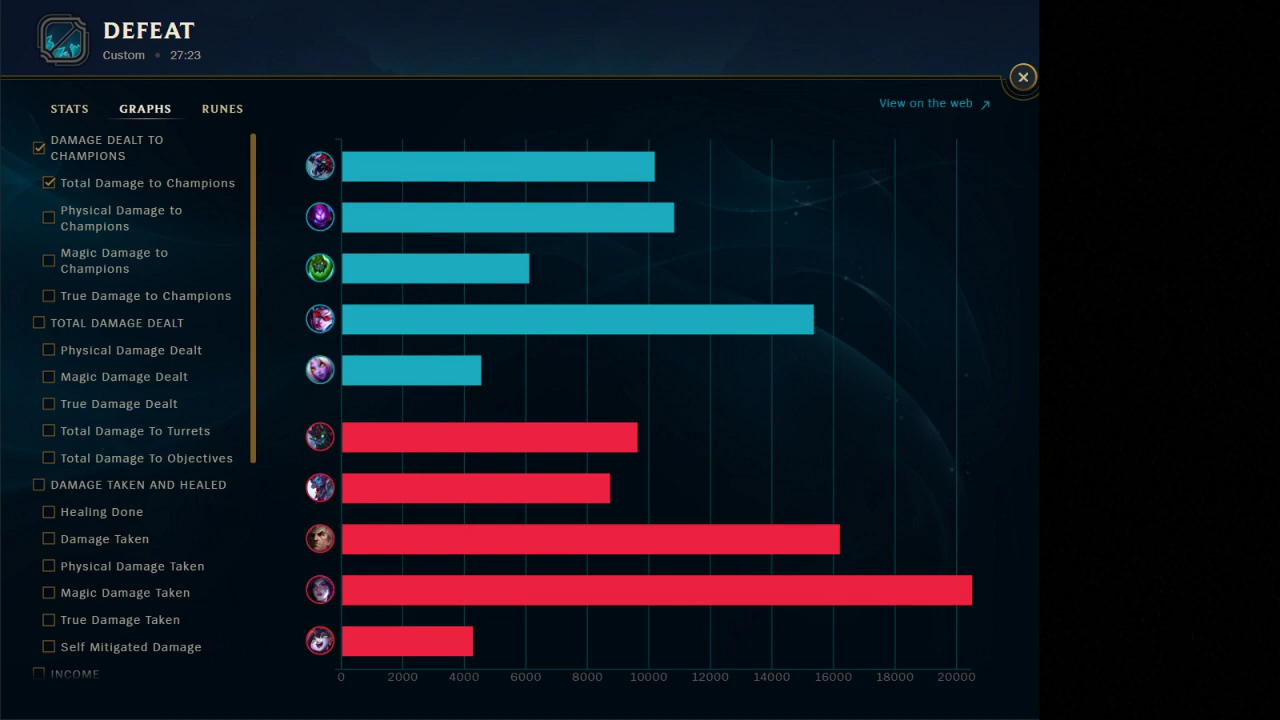 DEFEAT
Custom • 27:23
STATS GRAPHS RUNES
View on the web
DAMAGE DEALT TO
CHAMPIONS
Total Damage to Champions
Physical Damage to
Champions
Magic Damage to
Champions
True Damage to Champions
TOTAL DAMAGE DEALT
Physical Damage Dealt
Magic Damage Dealt
True Damage Dealt
Total Damage To Turrets
Total Damage To Objectives
DAMAGE TAKEN AND HEALED
Healing Done
Damage Taken
Physical Damage Taken
Magic Damage Taken
True Damage Taken
Self Mitigated Damage
INCOME
0 2000 4000 6000 8000 10000 12000 14000 16000 18000 20000